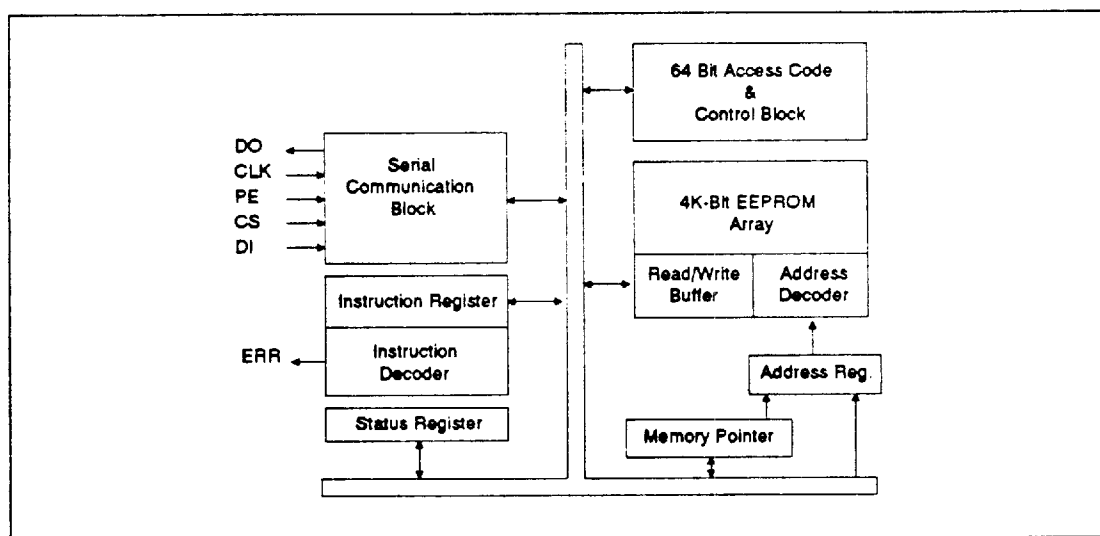 DO
CLK
PE
CS
DI
Serial
Communication
Block
Instruction Register
ERR
Instruction
Decoder
Status Register
64 Bit Access Code
&
Control Block
4K-Bit EEPROM
Array
Read/Write
Buffer
Address
Decoder
Address Reg.
Memory Pointer